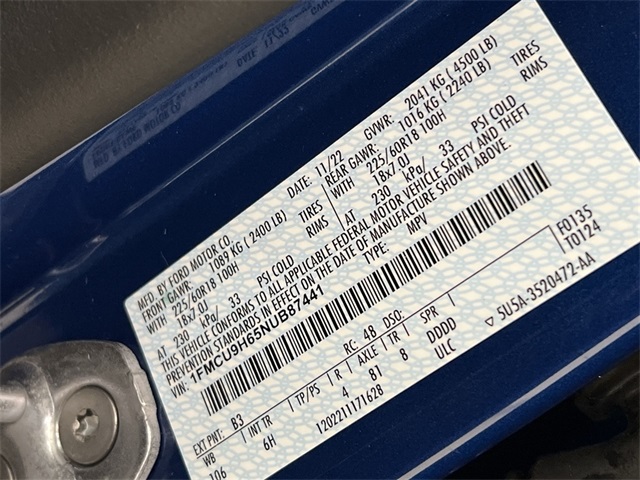 MFD. BY FORD MOTOR CO.
DATE: 11/22 GVWR: 2041 KG ( 4500 LB)
FRONT GAWR: 1089 KG ( 2400 LB) REAR GAWR: 1016 KG ( 2240 LB)
225/60R18 100H TIRES WITH 225/60R18 100H TIRES
18x7.0J RIMS WITH 18x7.0J RIMS
AT 230 kPa/ 33 PSI COLD AT 230 kPa/ 33 PSI COLD
THIS VEHICLE CONFORMS TO ALL APPLICABLE FEDERAL MOTOR VEHICLE SAFETY AND THEFT
PREVENTION STANDARDS IN EFFECT ON THE DATE OF MANUFACTURE SHOWN ABOVE.
VIN: 1FMCU9H65NUB87441 MPV
F0135
T0124
EXT PNT: B3 RC: 48 DSO:
WB INT TR TP/PS R AXLE TR SPR
106 6H 4 81 8 DDDD
120221171628 ULC
5U5A-3520472-AA